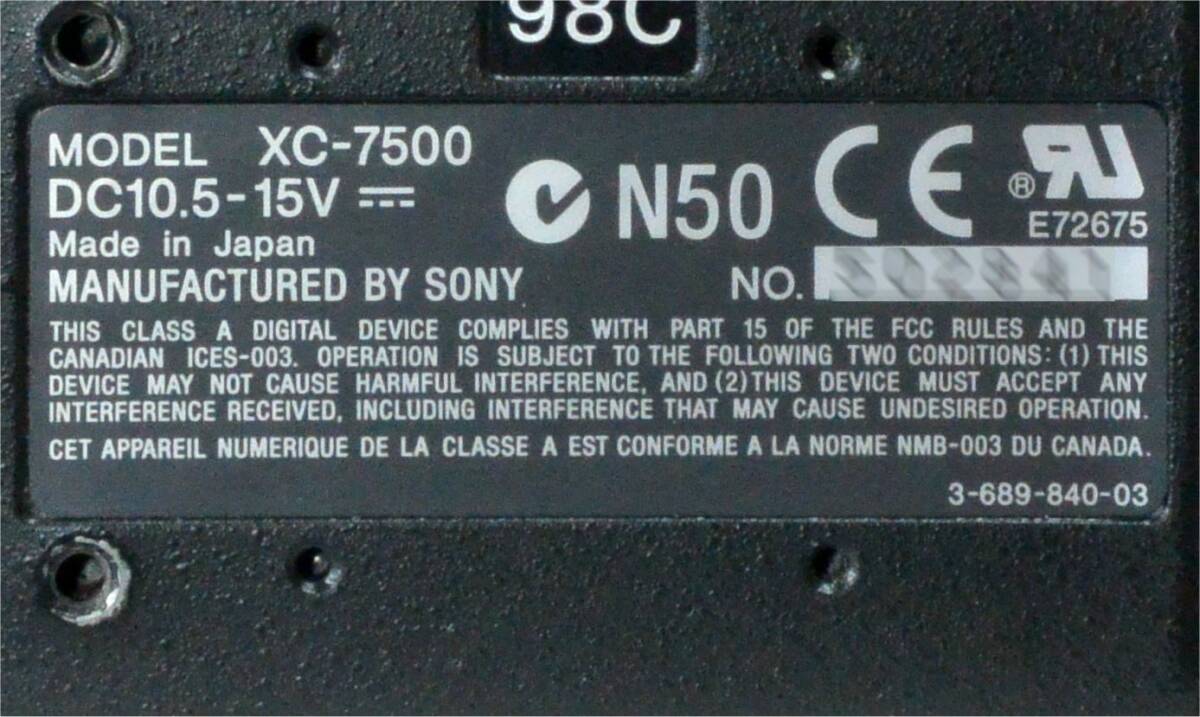 98C
MODEL XC-7500
DC10.5-15V ⎓
N50
CE
®
E72675
Made in Japan
MANUFACTURED BY SONY
NO.
THIS CLASS A DIGITAL DEVICE COMPLIES WITH PART 15 OF THE FCC RULES AND THE
CANADIAN ICES-003. OPERATION IS SUBJECT TO THE FOLLOWING TWO CONDITIONS: (1) THIS
DEVICE MAY NOT CAUSE HARMFUL INTERFERENCE, AND (2) THIS DEVICE MUST ACCEPT ANY
INTERFERENCE RECEIVED, INCLUDING INTERFERENCE THAT MAY CAUSE UNDESIRED OPERATION.
CET APPAREIL NUMERIQUE DE LA CLASSE A EST CONFORME A LA NORME NMB-003 DU CANADA.
3-689-840-03